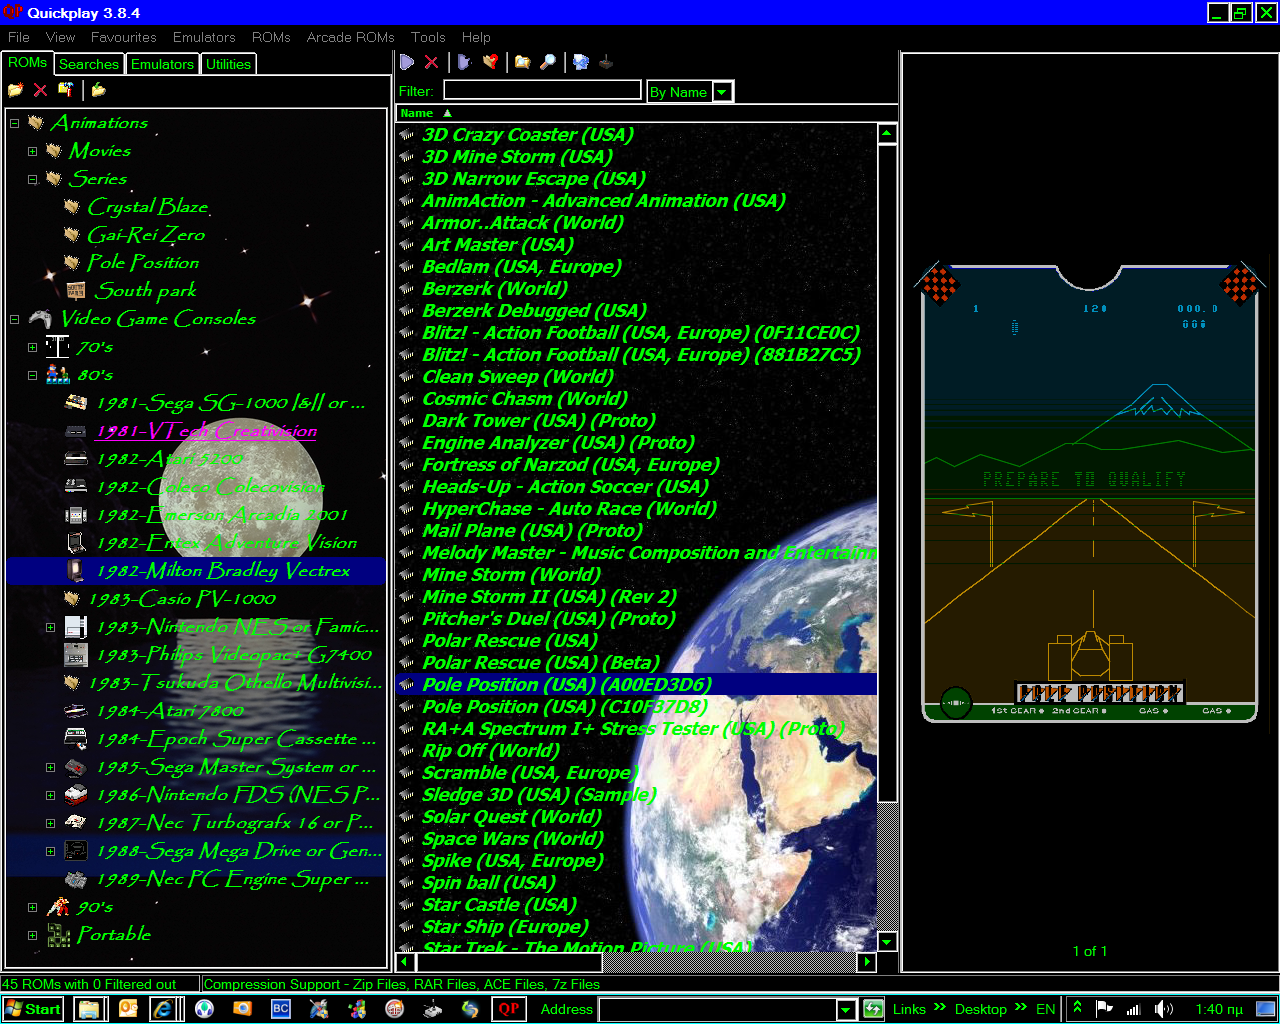 QP Quickplay 3.8.4
File View Favourites Emulators ROMs Arcade ROMs Tools Help
ROMs Searches Emulators Utilities
Filter: By Name
Animations
Movies
Series
Crystal Blaze
Gai-Rei Zero
Pole Position
South park
Video Game Consoles
70's
80's
1981-Sega SG-1000 [&]] or ...
1981-VTech Creativision
1982-Atari 5200
1982-Coleco Colecovision
1982-Emerson Arcadia 2001
1982-Entex Adventure Vision
1982-Milton Bradley Vectrex
1983-Casio PV-1000
1983-Nintendo NES or Famic...
1983-Philips Videopac+ G7400
1983-Tsukuda Othello Multivisi...
1984-Atari 7800
1984-Epoch Super Cassette ...
1985-Sega Master System or ...
1986-Nintendo FDS (NES P...
1987-Nec Turbografx 16 or P...
1988-Sega Mega Drive or Gen...
1989-Nec PC Engine Super ...
90's
Portable
Name
3D Crazy Coaster (USA)
3D Mine Storm (USA)
3D Narrow Escape (USA)
AnimAction - Advanced Animation (USA)
Armor..Attack (World)
Art Master (USA)
Bedlam (USA, Europe)
Berzerk (World)
Berzerk Debugged (USA)
Blitz! - Action Football (USA, Europe) (0F11CE0C)
Blitz! - Action Football (USA, Europe) (881B27C5)
Clean Sweep (World)
Cosmic Chasm (World)
Dark Tower (USA) (Proto)
Engine Analyzer (USA) (Proto)
Fortress of Narzod (USA, Europe)
Heads-Up - Action Soccer (USA)
HyperChase - Auto Race (World)
Mail Plane (USA) (Proto)
Melody Master - Music Composition and Entertainm
Mine Storm (World)
Mine Storm II (USA) (Rev 2)
Pitcher's Duel (USA) (Proto)
Polar Rescue (USA)
Polar Rescue (USA) (Beta)
Pole Position (USA) (A00ED3D6)
Pole Position (USA) (C10F37D8)
RA+A Spectrum I+ Stress Tester (USA) (Proto)
Rip Off (World)
Scramble (USA, Europe)
Sledge 3D (USA) (Sample)
Solar Quest (World)
Space Wars (World)
Spike (USA, Europe)
Spin ball (USA)
Star Castle (USA)
Star Ship (Europe)
Star Trek - The Motion Picture (USA)
1 120 000.0
000
PREPARE TO QUALIFY
POLE POSITION
1st GEAR 2nd GEAR GAS GAS
1 of 1
45 ROMs with 0 Filtered out Compression Support - Zip Files, RAR Files, ACE Files, 7z Files
Start BC QP Address Links Desktop EN 1:40 πμ